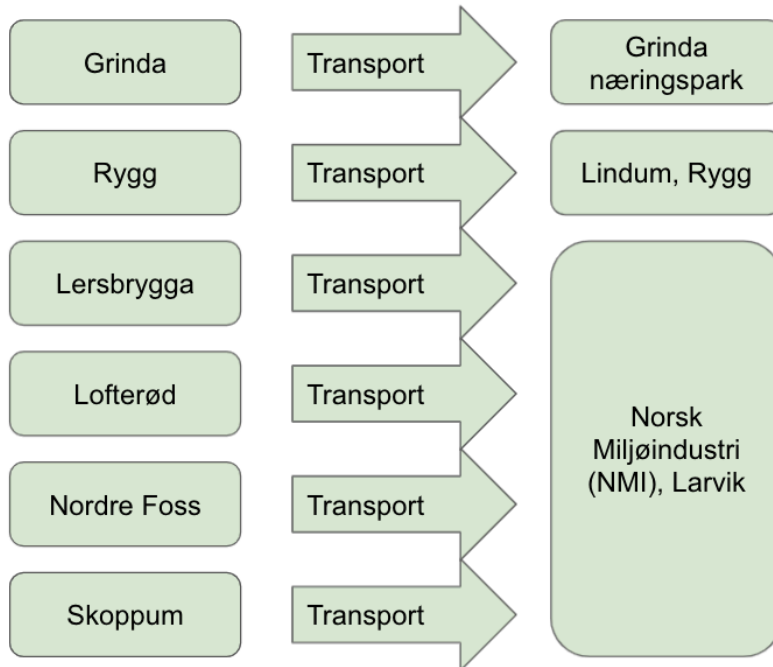 Grinda
Transport
Grinda
næringspark
Rygg
Transport
Lindum, Rygg
Lersbrygga
Transport
Lofterød
Transport
Norsk
Miljøindustri
(NMI), Larvik
Nordre Foss
Transport
Skoppum
Transport